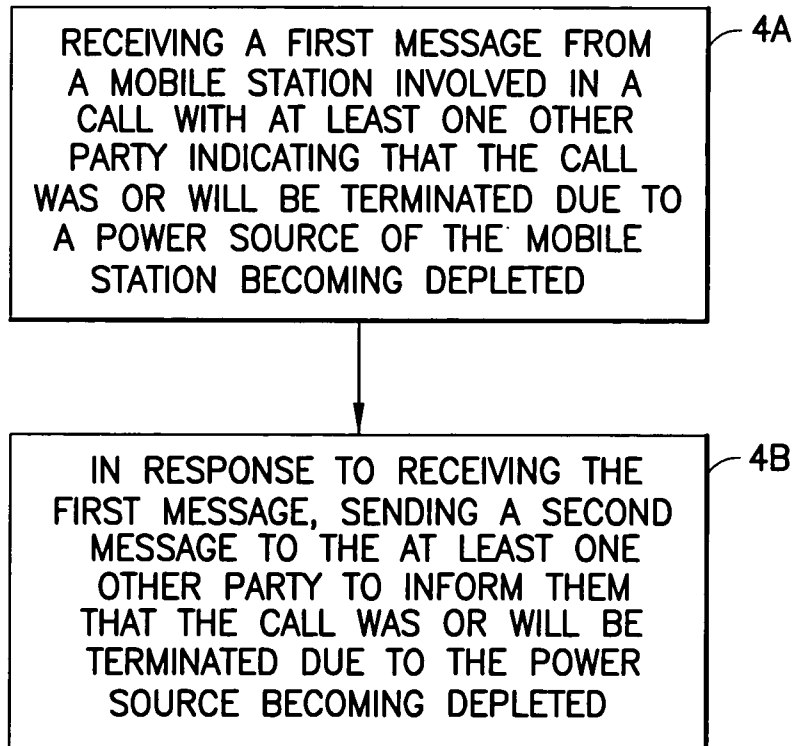 RECEIVING A FIRST MESSAGE FROM
A MOBILE STATION INVOLVED IN A
CALL WITH AT LEAST ONE OTHER
PARTY INDICATING THAT THE CALL
WAS OR WILL BE TERMINATED DUE TO
A POWER SOURCE OF THE MOBILE
STATION BECOMING DEPLETED
4A
IN RESPONSE TO RECEIVING THE
FIRST MESSAGE, SENDING A SECOND
MESSAGE TO THE AT LEAST ONE
OTHER PARTY TO INFORM THEM
THAT THE CALL WAS OR WILL BE
TERMINATED DUE TO THE POWER
SOURCE BECOMING DEPLETED
4B